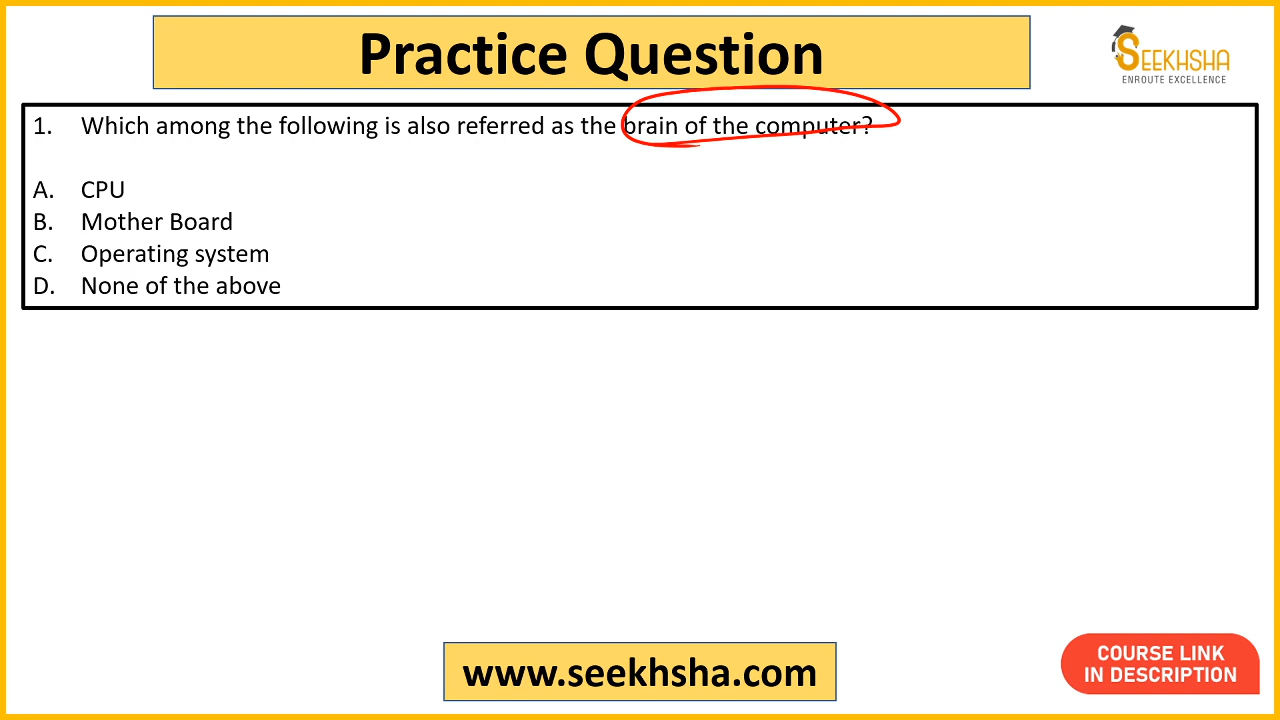 Practice Question
SEEKHSHA
ENROUTE EXCELLENCE
1. Which among the following is also referred as the brain of the computer?
A. CPU
B. Mother Board
C. Operating system
D. None of the above
www.seekhsha.com
COURSE LINK
IN DESCRIPTION